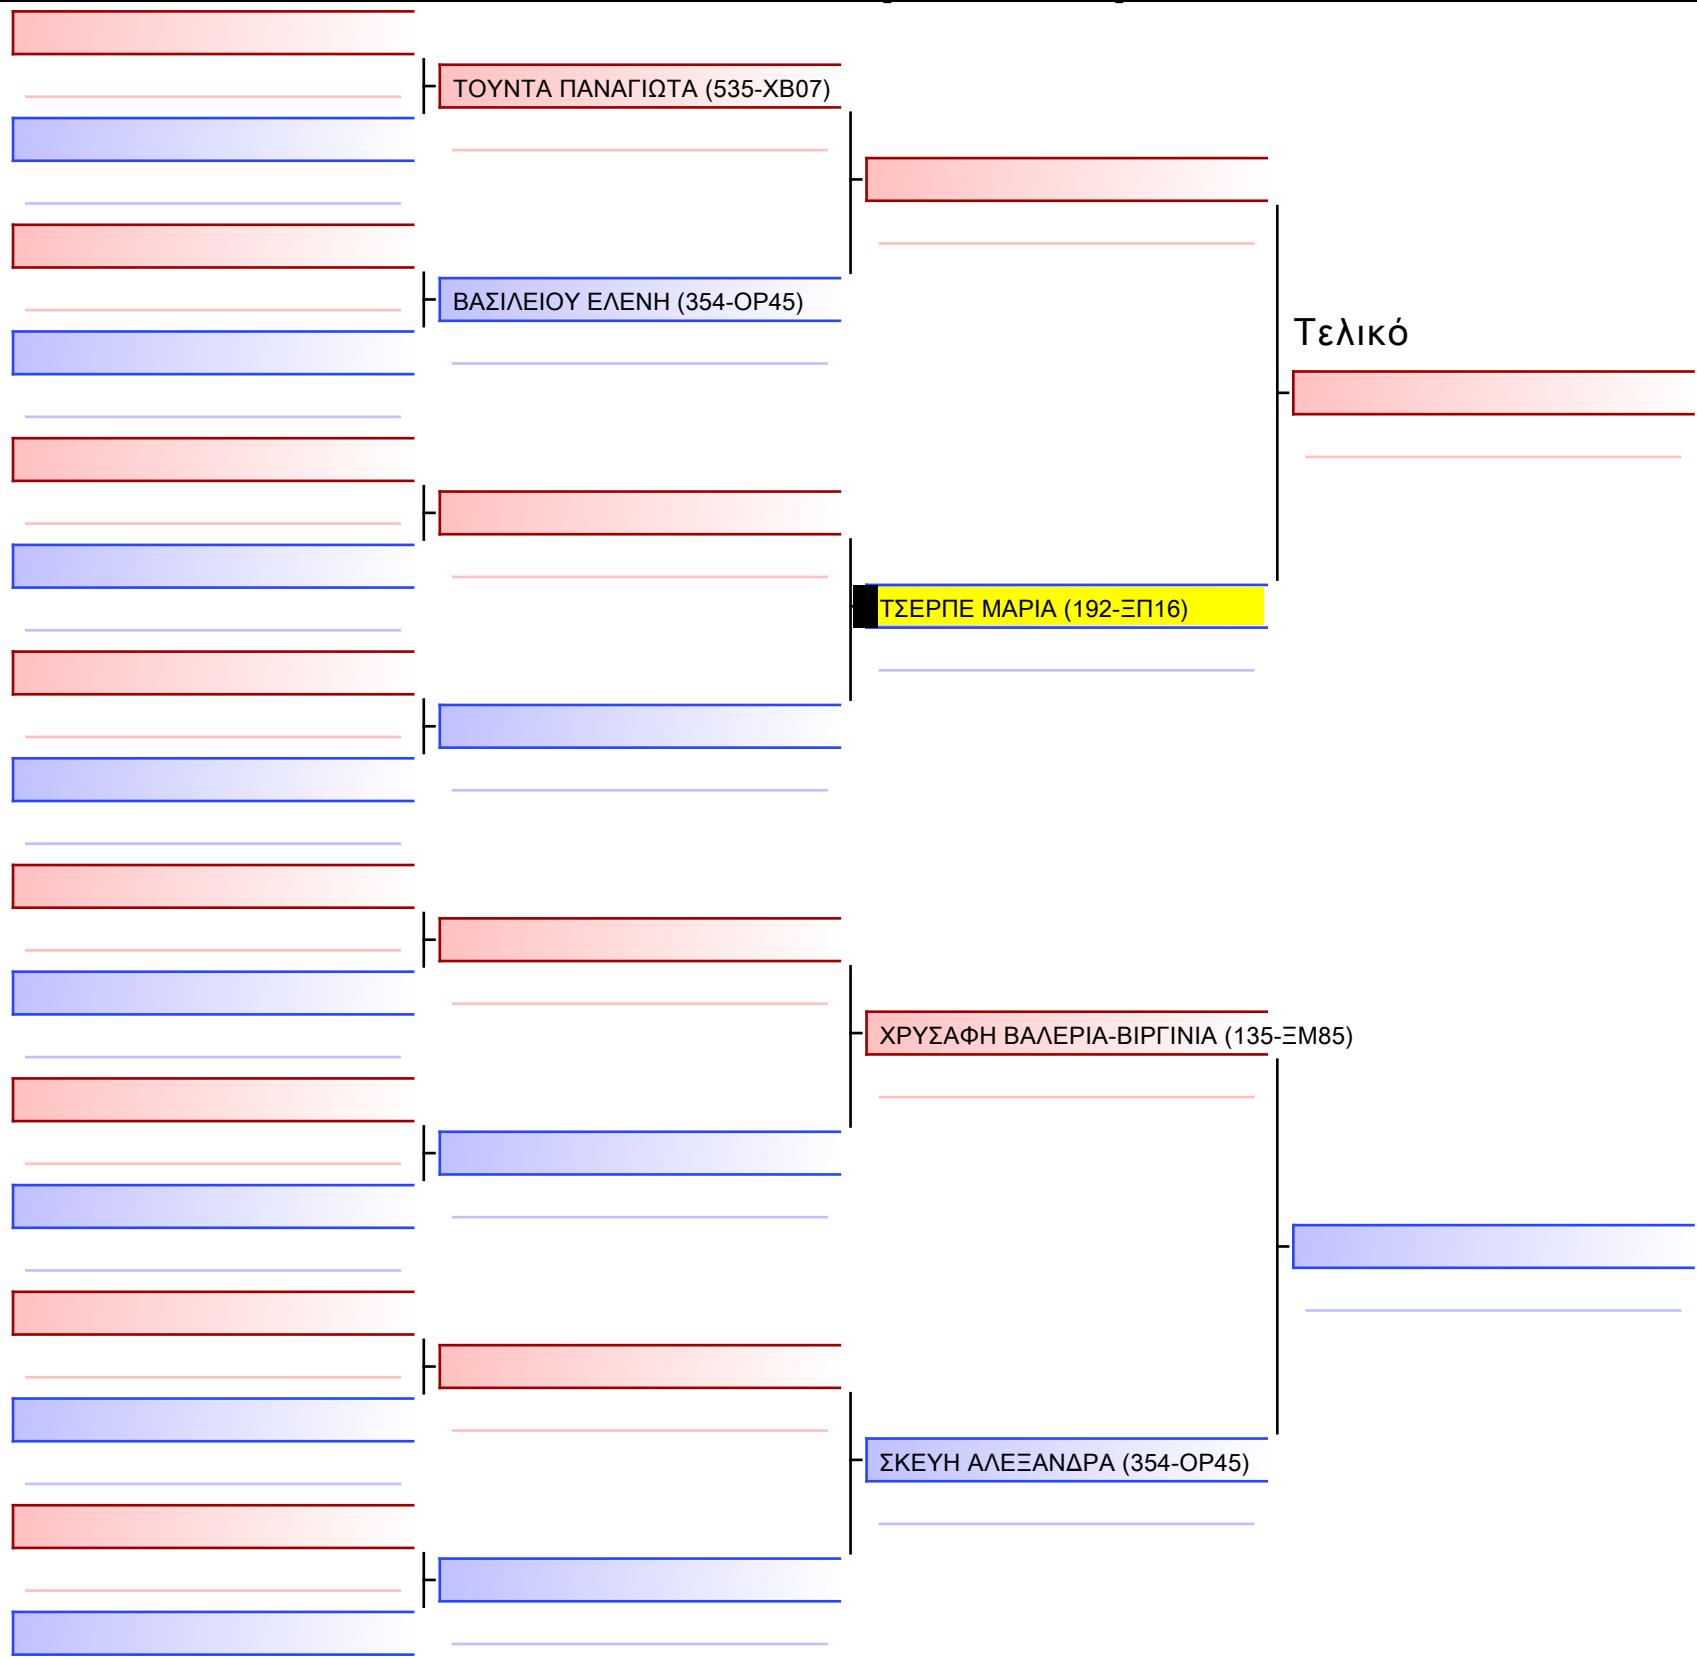 ΤΟΥΝΤΑ ΠΑΝΑΓΙΩΤΑ (535-ΧΒ07)
ΒΑΣΙΛΕΙΟΥ ΕΛΕΝΗ (354-ΟΡ45)
Τελικό
ΤΣΕΡΠΕ ΜΑΡΙΑ (192-ΞΠ16)
ΧΡΥΣΑΦΗ ΒΑΛΕΡΙΑ-ΒΙΡΓΙΝΙΑ (135-ΞΜ85)
ΣΚΕΥΗ ΑΛΕΞΑΝΔΡΑ (354-ΟΡ45)